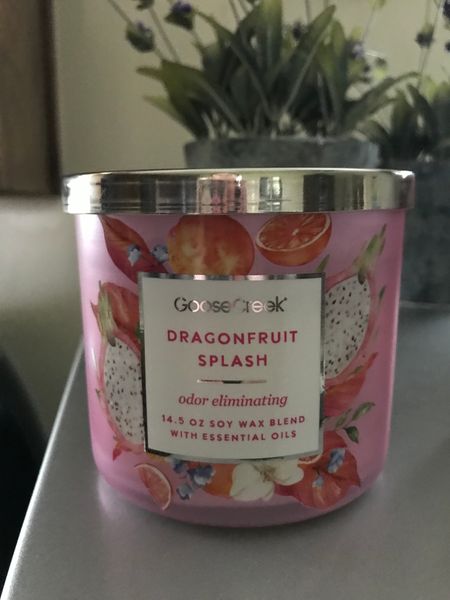 GooseCreek®
DRAGONFRUIT
SPLASH
odor eliminating
14.5 OZ SOY WAX BLEND
WITH ESSENTIAL OILS